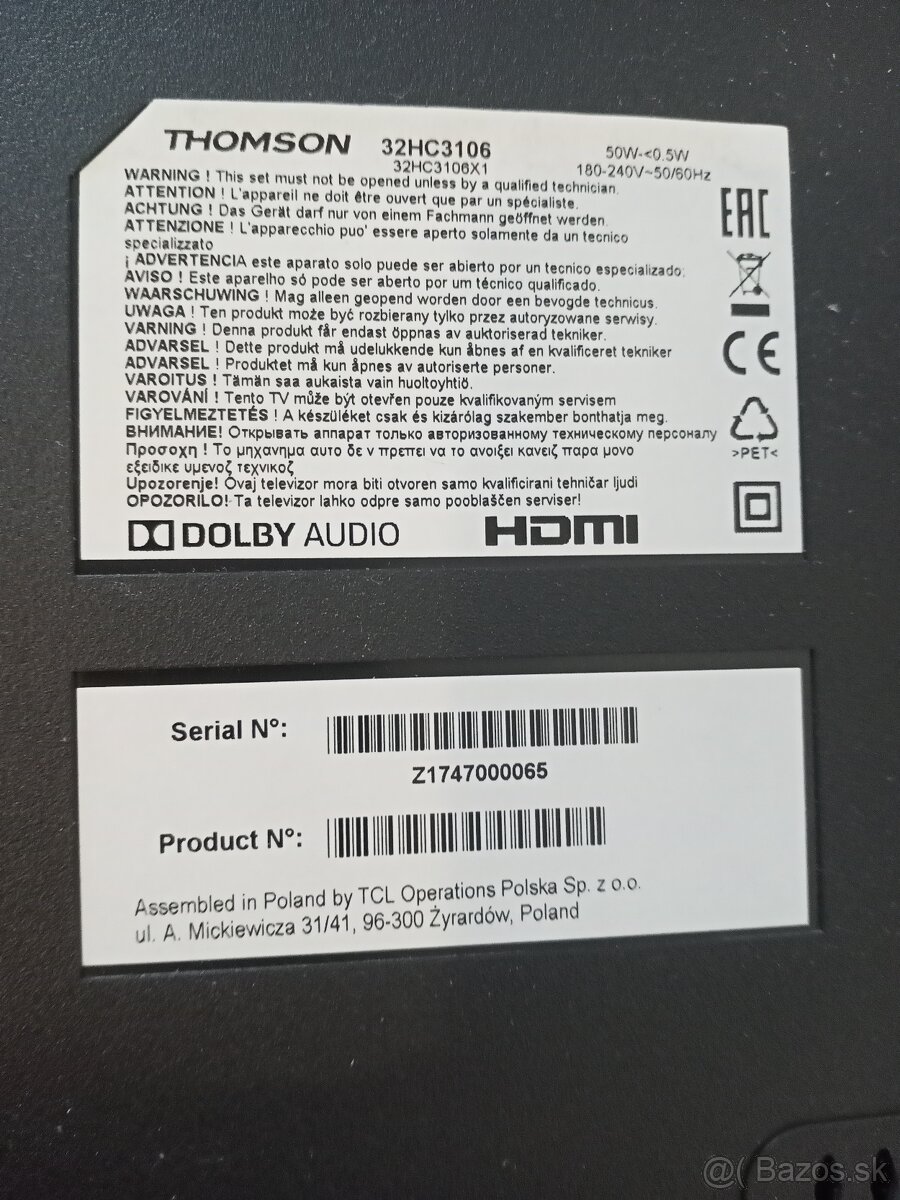 THOMSON 32HC3106 50W-<0.5W
32HC3106X1 180-240V~50/60Hz
WARNING ! This set must not be opened unless by a qualified technician.
ATTENTION ! L'appareil ne doit être ouvert que par un spécialiste.
ACHTUNG ! Das Gerät darf nur von einem Fachmann geöffnet werden.
ATTENZIONE ! L'apparecchio puo' essere aperto solamente da un tecnico
specializzato
¡ ADVERTENCIA este aparato solo puede ser abierto por un tecnico especializado.
AVISO ! Este aparelho só pode ser aberto por um técnico qualificado.
WAARSCHUWING ! Mag alleen geopend worden door een bevogde technicus.
UWAGA ! Ten produkt może być rozbierany tylko przez autoryzowane serwisy.
VARNING ! Denna produkt får endast öppnas av auktoriserad tekniker.
ADVARSEL ! Dette produkt må udelukkende kun åbnes af en kvalificeret tekniker
ADVARSEL ! Produktet må kun åpnes av autoriserte personer.
VAROITUS ! Tämän saa aukaista vain huoltoyhtiö.
VAROVÁNÍ ! Tento TV může být otevřen pouze kvalifikovaným servisem
FIGYELMEZTETÉS ! A készüléket csak és kizárólag szakember bonthatja meg.
ВНИМАНИЕ! Открывать аппарат только авторизованному техническому персоналу
Προσοχη ! Το μηχανημα αυτο δε ν πρεπει να το ανοιξει κανειζ παρα μονο
εξειδικε υμενοζ τεχνικοζ
Upozorenje! Ovaj televizor mora biti otvoren samo kvalificirani tehničar ljudi
OPOZORILO! Ta televizor lahko odpre samo pooblaščen serviser!
DOLBY AUDIO HDMI
EAC
CE
>PET<
Serial N°:
Z1747000065
Product N°:
Assembled in Poland by TCL Operations Polska Sp. z o.o.
ul. A. Mickiewicza 31/41, 96-300 Żyrardów, Poland
@( Bazos.sk